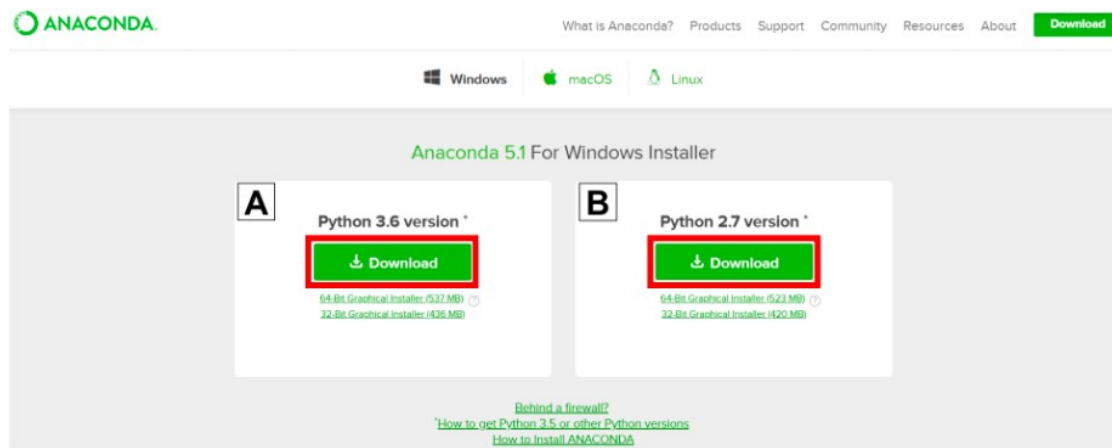 ANACONDA.
What is Anaconda? Products Support Community Resources About Download
Windows macOS Linux
Anaconda 5.1 For Windows Installer
A
Python 3.6 version *
Download
64-Bit Graphical Installer (537 MB) ?
32-Bit Graphical Installer (436 MB)
B
Python 2.7 version *
Download
64-Bit Graphical Installer (523 MB) ?
32-Bit Graphical Installer (420 MB)
Behind a firewall?
*How to get Python 3.5 or other Python versions
How to Install ANACONDA